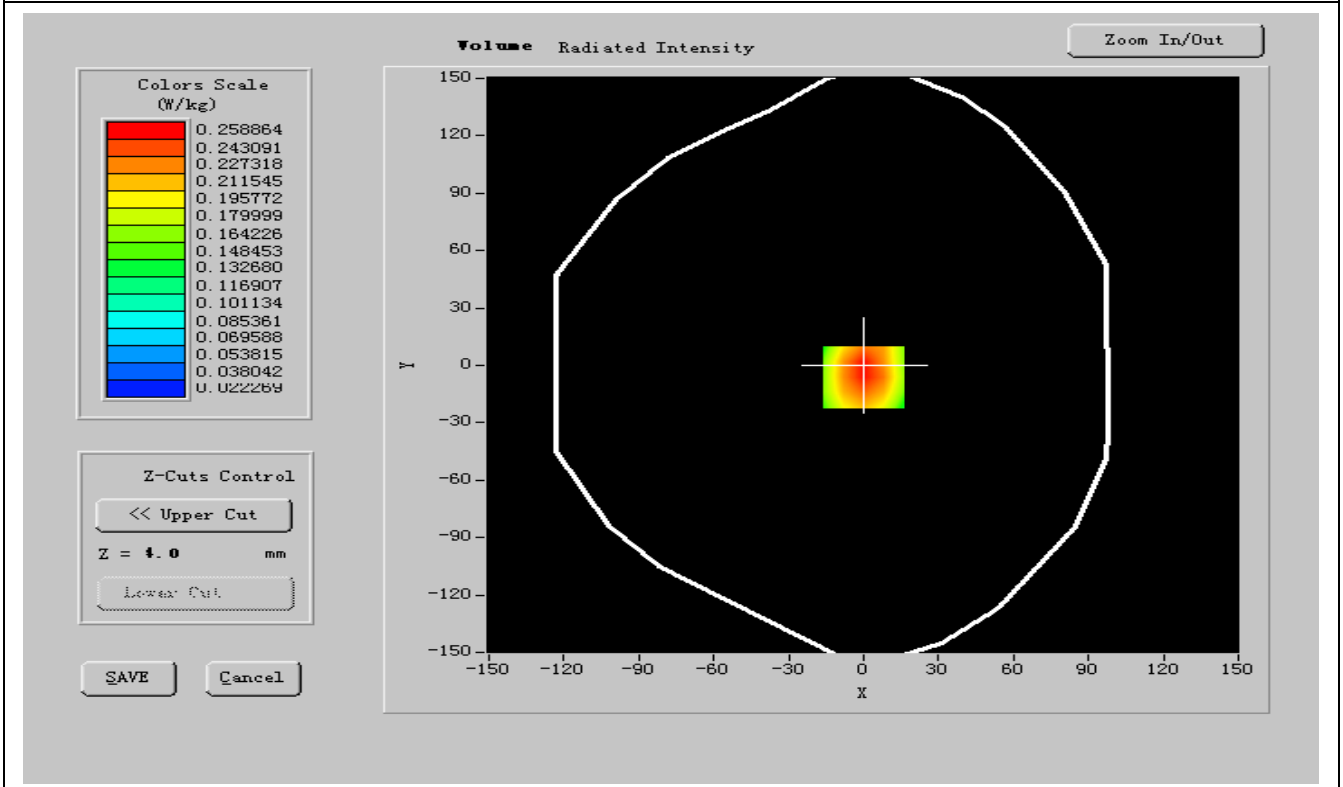 Volume Radiated Intensity
Zoom In/Out
Colors Scale
(W/kg)
0.258864
0.243091
0.227318
0.211545
0.195772
0.179999
0.164226
0.148453
0.132680
0.116907
0.101134
0.085361
0.069588
0.053815
0.038042
0.022269
Z-Cuts Control
<< Upper Cut
Z = 4.0 mm
Lower Cut
SAVE
Cancel
150
120
90
60
30
0
-30
-60
-90
-120
-150
Y
-150 -120 -90 -60 -30 0 30 60 90 120 150
X